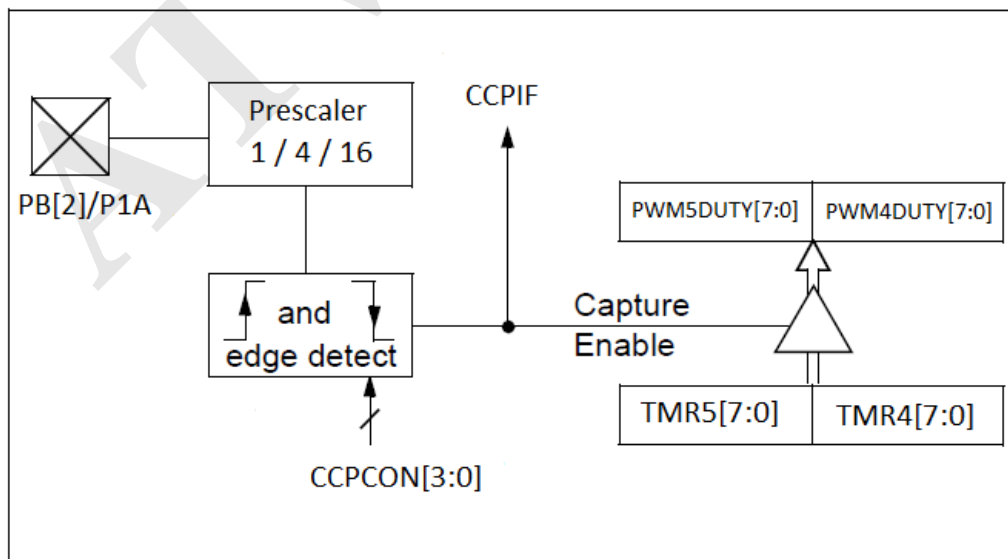 CCPIF
Prescaler
1 / 4 / 16
PB[2]/P1A
PWM5DUTY[7:0]
PWM4DUTY[7:0]
and
edge detect
Capture
Enable
TMR5[7:0]
TMR4[7:0]
CCPCON[3:0]